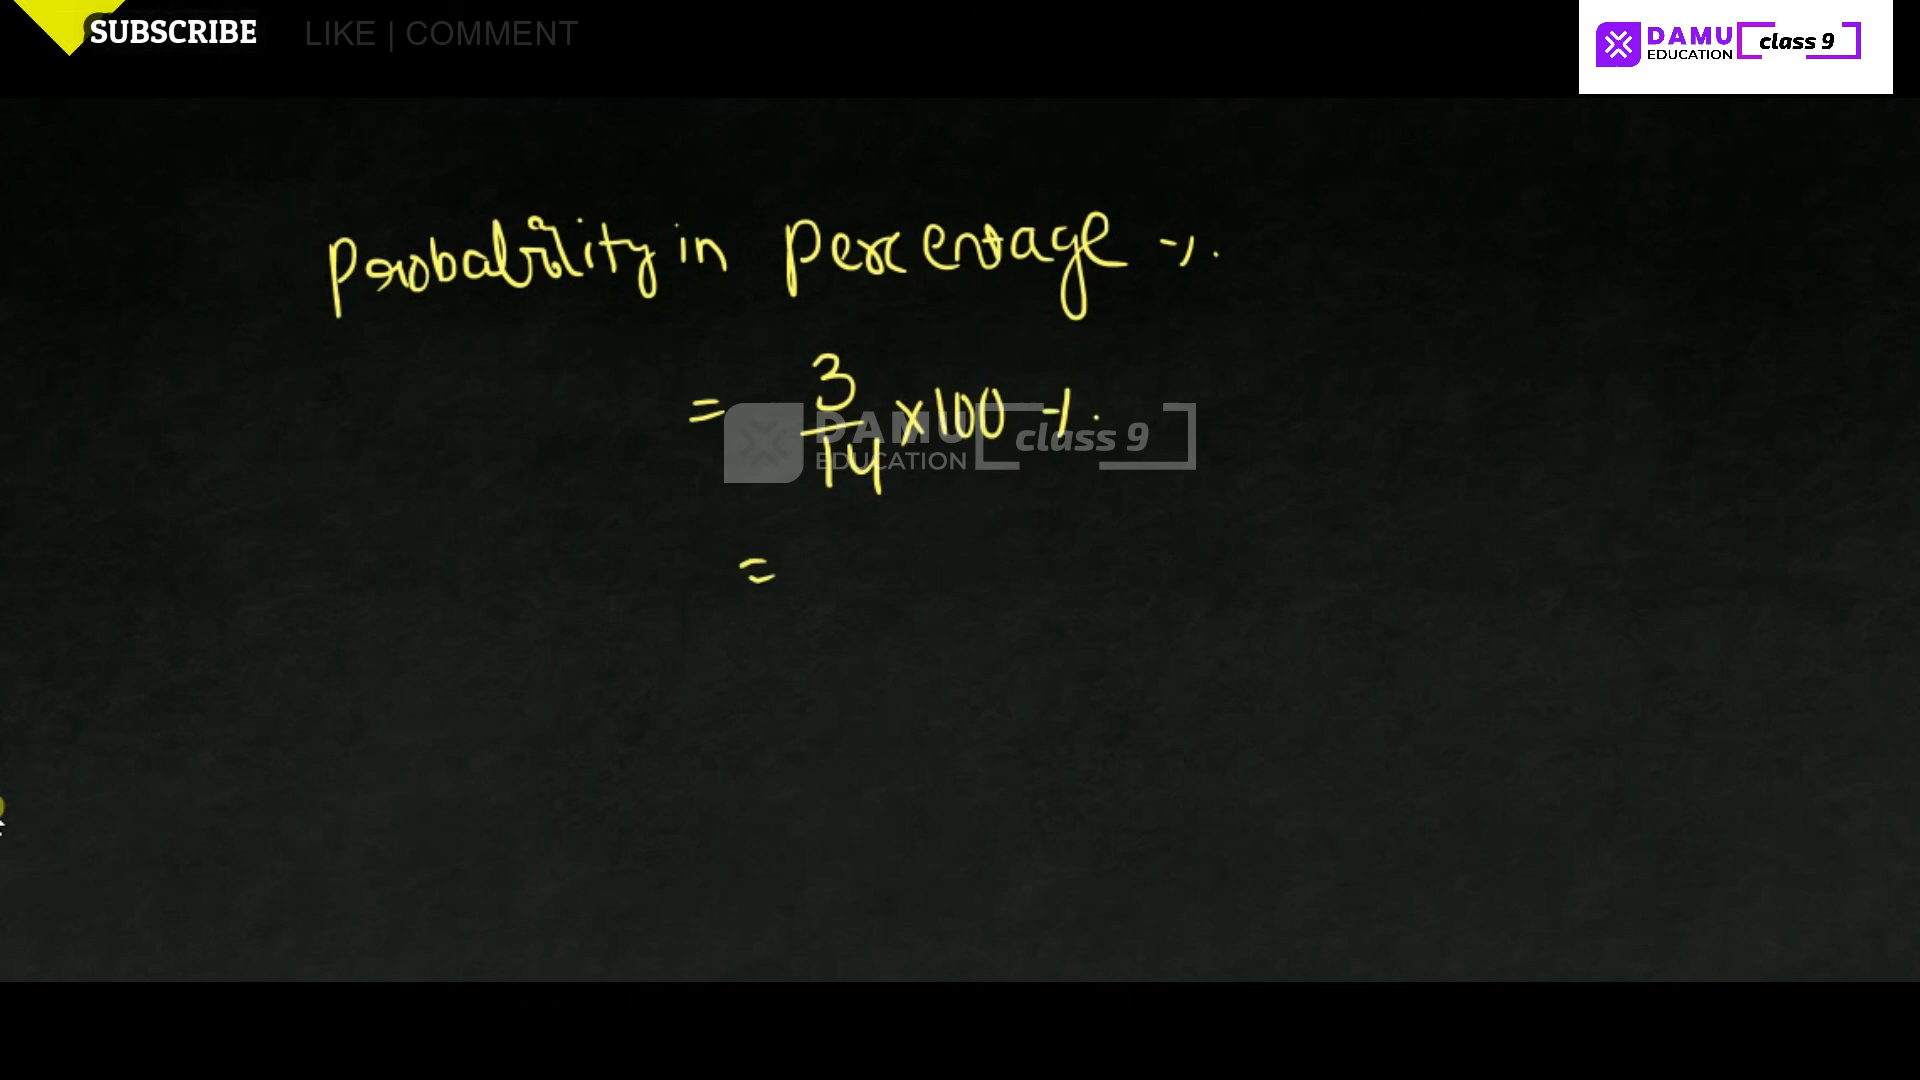 SUBSCRIBE LIKE | COMMENT
DAMU EDUCATION class 9
Probability in Percentage %.
= 3/14 × 100 %.
DAMU EDUCATION class 9
=